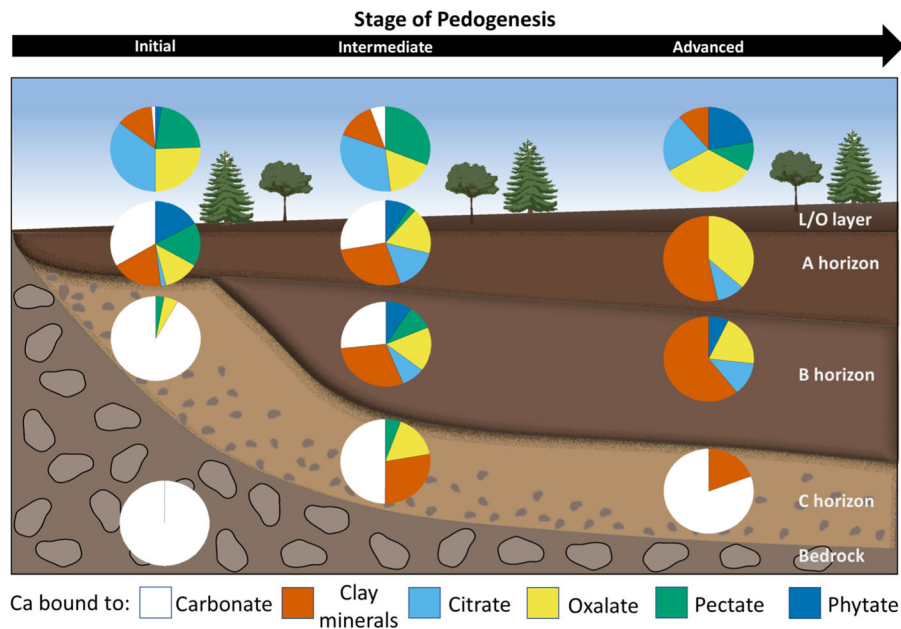 Stage of Pedogenesis
Initial Intermediate Advanced
L/O layer
A horizon
B horizon
C horizon
Bedrock
Ca bound to: Carbonate Clay minerals Citrate Oxalate Pectate Phytate